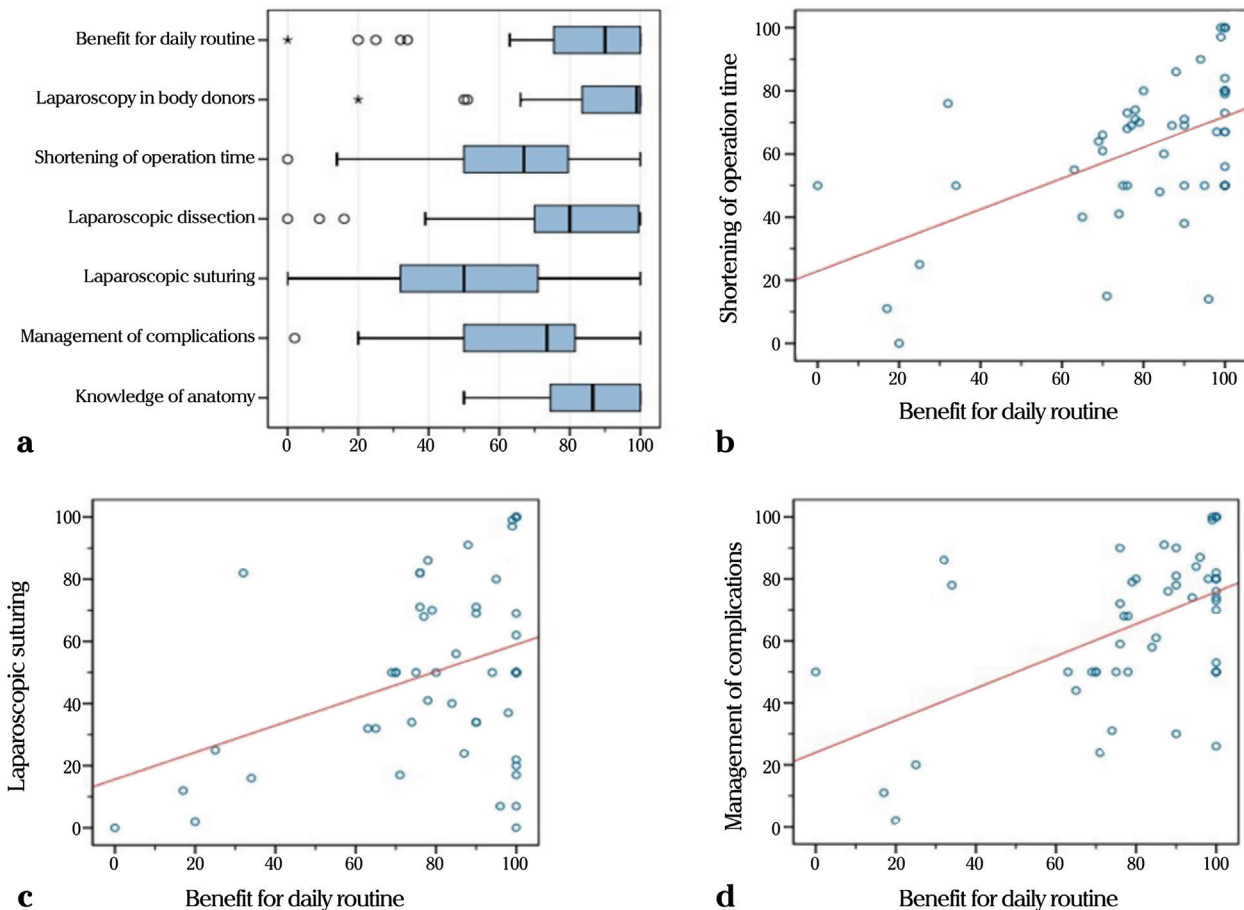 Benefit for daily routine
Laparoscopy in body donors
Shortening of operation time
Laparoscopic dissection
Laparoscopic suturing
Management of complications
Knowledge of anatomy
0 20 40 60 80 100
a
Shortening of operation time
100
80
60
40
20
0
0 20 40 60 80 100
Benefit for daily routine
b
Laparoscopic suturing
100
80
60
40
20
0
0 20 40 60 80 100
Benefit for daily routine
c
Management of complications
100
80
60
40
20
0
0 20 40 60 80 100
Benefit for daily routine
d